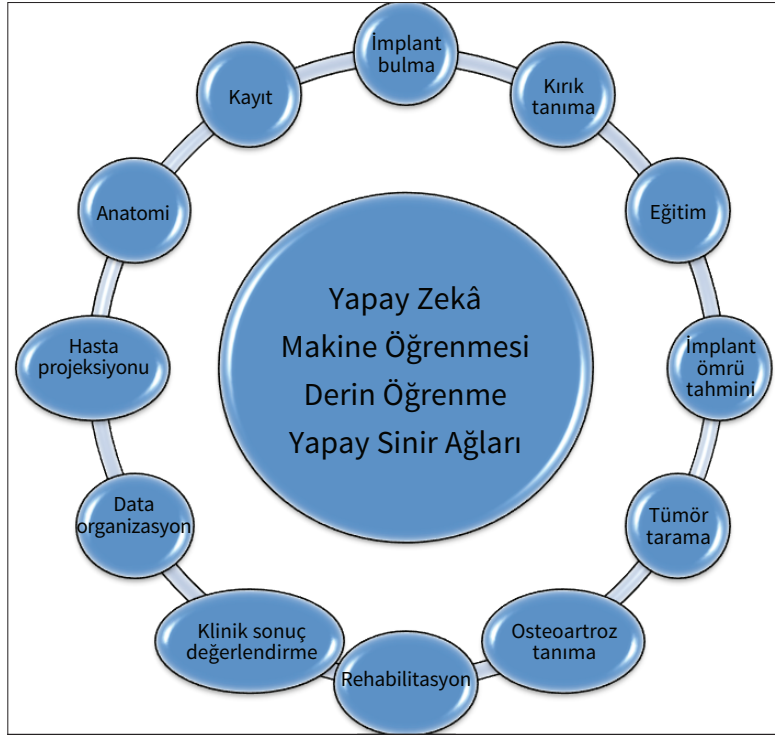 İmplant
bulma
Kırık
tanıma
Eğitim
İmplant
ömrü
tahmini
Tümör
tarama
Osteoartroz
tanıma
Rehabilitasyon
Klinik sonuç
değerlendirme
Data
organizasyon
Hasta
projeksiyonu
Anatomi
Kayıt
Yapay Zekâ
Makine Öğrenmesi
Derin Öğrenme
Yapay Sinir Ağları